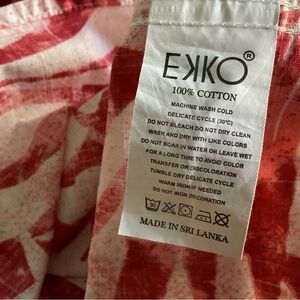 EKKO®
100% COTTON
MACHINE WASH COLD
DELICATE CYCLE (30°C)
DO NOT BLEACH DO NOT DRY CLEAN
WASH AND DRY WITH LIKE COLORS
DO NOT SOAK IN WATER OR LEAVE WET
FOR A LONG TIME TO AVOID COLOR
TRANSFER OR DISCOLORATION
TUMBLE DRY DELICATE CYCLE
WARM IRON IF NEEDED
DO NOT IRON DECORATION
MADE IN SRI LANKA